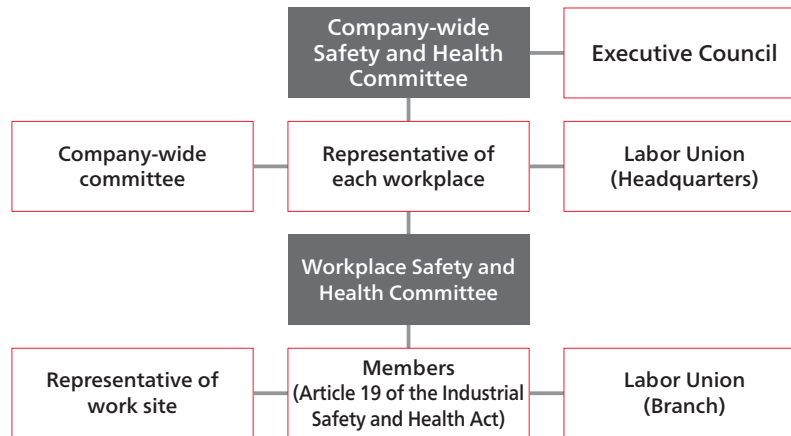 Company-wide
Safety and Health
Committee
Executive Council
Company-wide
committee
Representative of
each workplace
Labor Union
(Headquarters)
Workplace Safety and
Health Committee
Representative of
work site
Members
(Article 19 of the Industrial
Safety and Health Act)
Labor Union
(Branch)